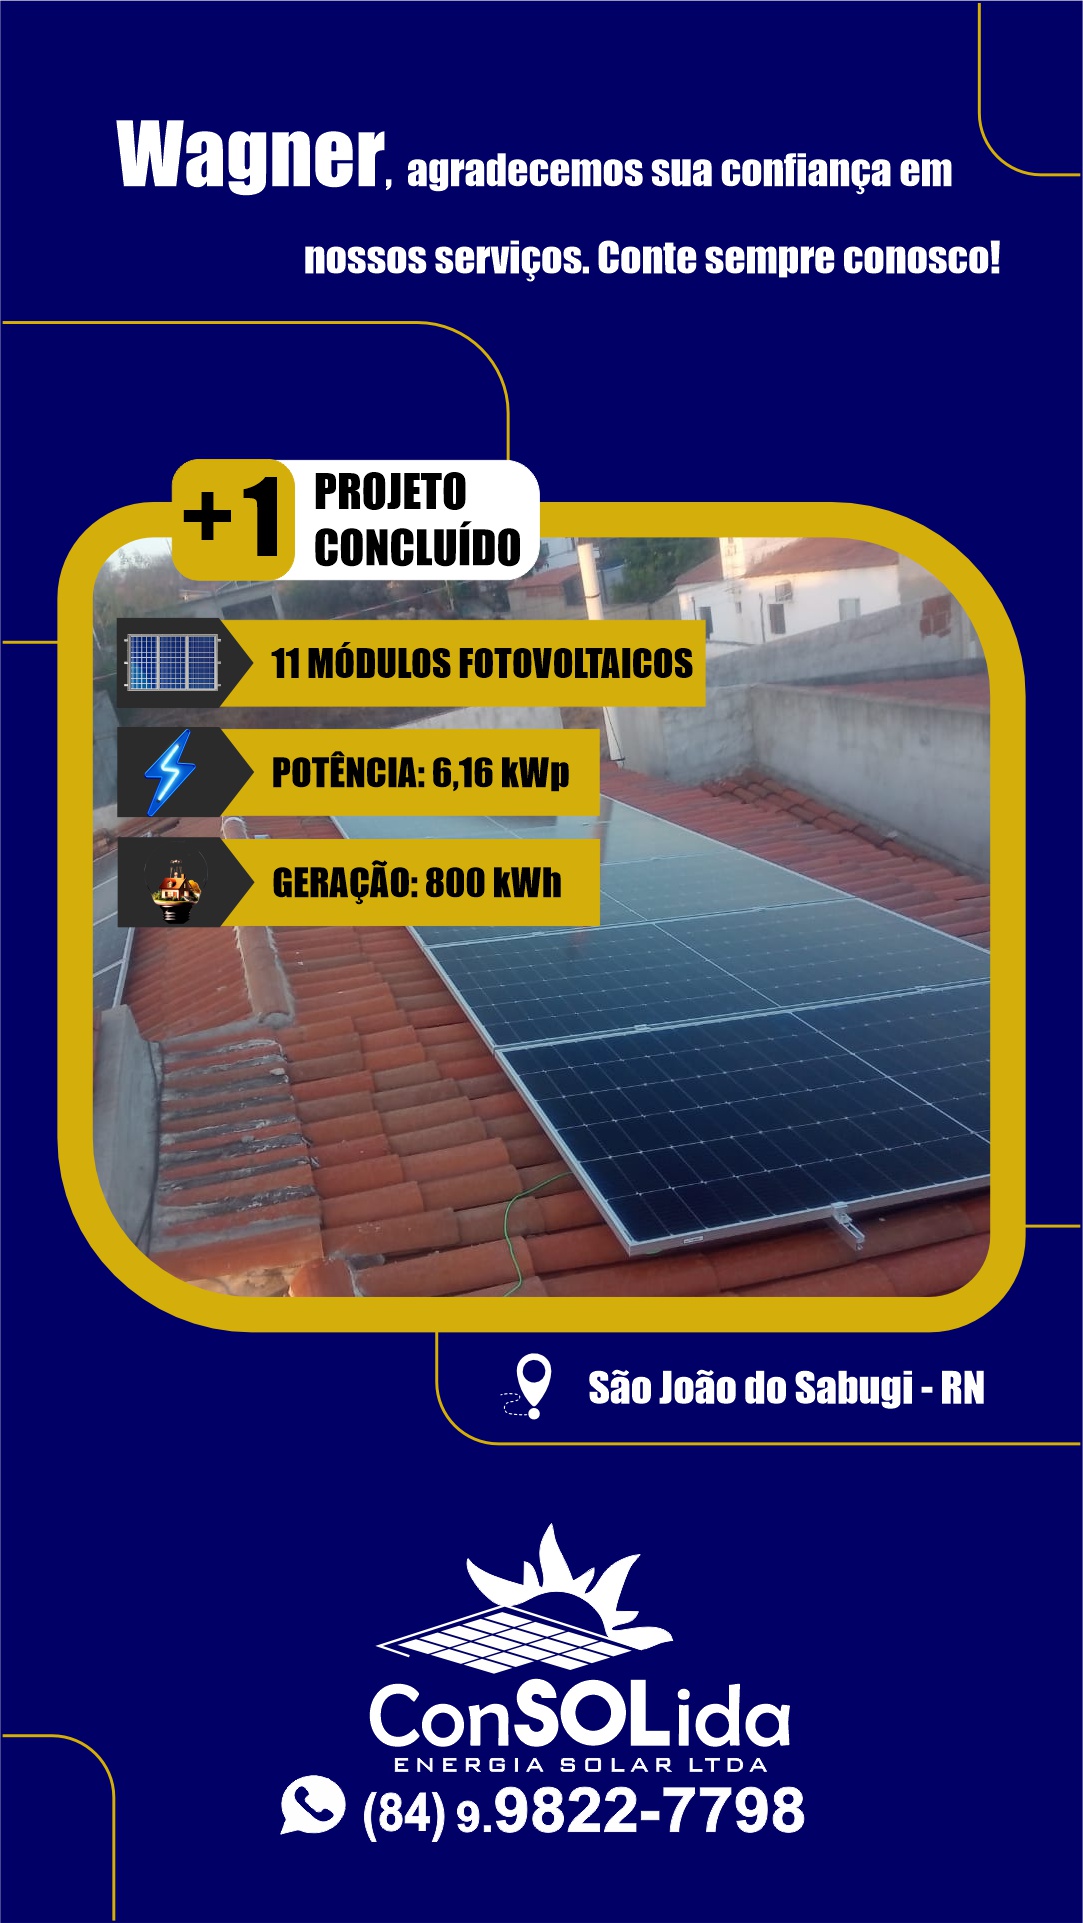 Wagner, agradecemos sua confiança em
nossos serviços. Conte sempre conosco!
+1 PROJETO
CONCLUÍDO
11 MÓDULOS FOTOVOLTAICOS
POTÊNCIA: 6,16 kWp
GERAÇÃO: 800 kWh
São João do Sabugi - RN
ConSOLida
ENERGIA SOLAR LTDA
(84) 9.9822-7798